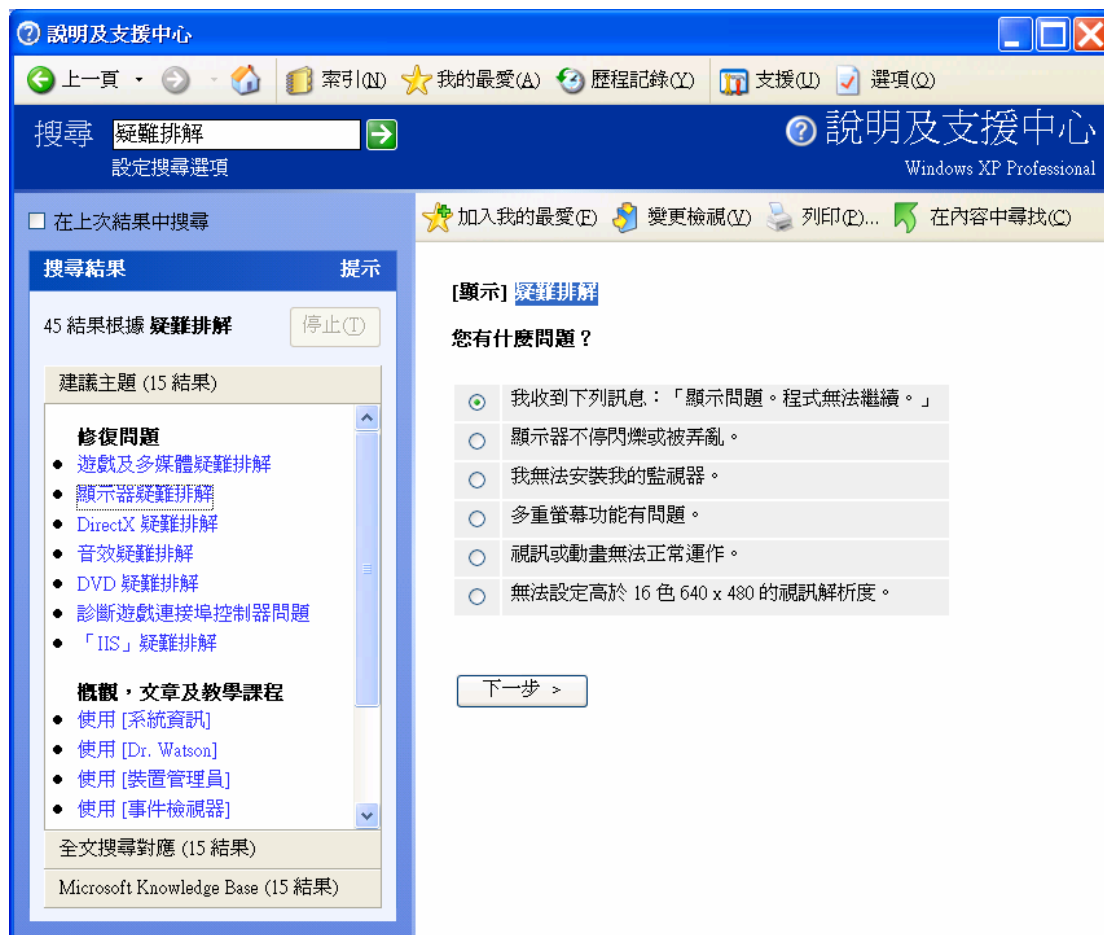 說明及支援中心
上一頁 索引(N) 我的最愛(A) 歷程記錄(Y) 支援(U) 選項(O)
搜尋 疑難排解
設定搜尋選項
說明及支援中心
Windows XP Professional
在上次結果中搜尋
搜尋結果 提示
45 結果根據 疑難排解 停止(T)
建議主題 (15 結果)
修復問題
遊戲及多媒體疑難排解
顯示器疑難排解
DirectX 疑難排解
音效疑難排解
DVD 疑難排解
診斷遊戲連接埠控制器問題
「IIS」疑難排解
概觀，文章及教學課程
使用 [系統資訊]
使用 [Dr. Watson]
使用 [裝置管理員]
使用 [事件檢視器]
全文搜尋對應 (15 結果)
Microsoft Knowledge Base (15 結果)
加入我的最愛(F) 變更檢視(V) 列印(P)... 在內容中尋找(C)
[顯示] 疑難排解
您有什麼問題？
我收到下列訊息：「顯示問題。程式無法繼續。」
顯示器不停閃爍或被弄亂。
我無法安裝我的監視器。
多重螢幕功能有問題。
視訊或動畫無法正常運作。
無法設定高於 16 色 640 x 480 的視訊解析度。
下一步 >